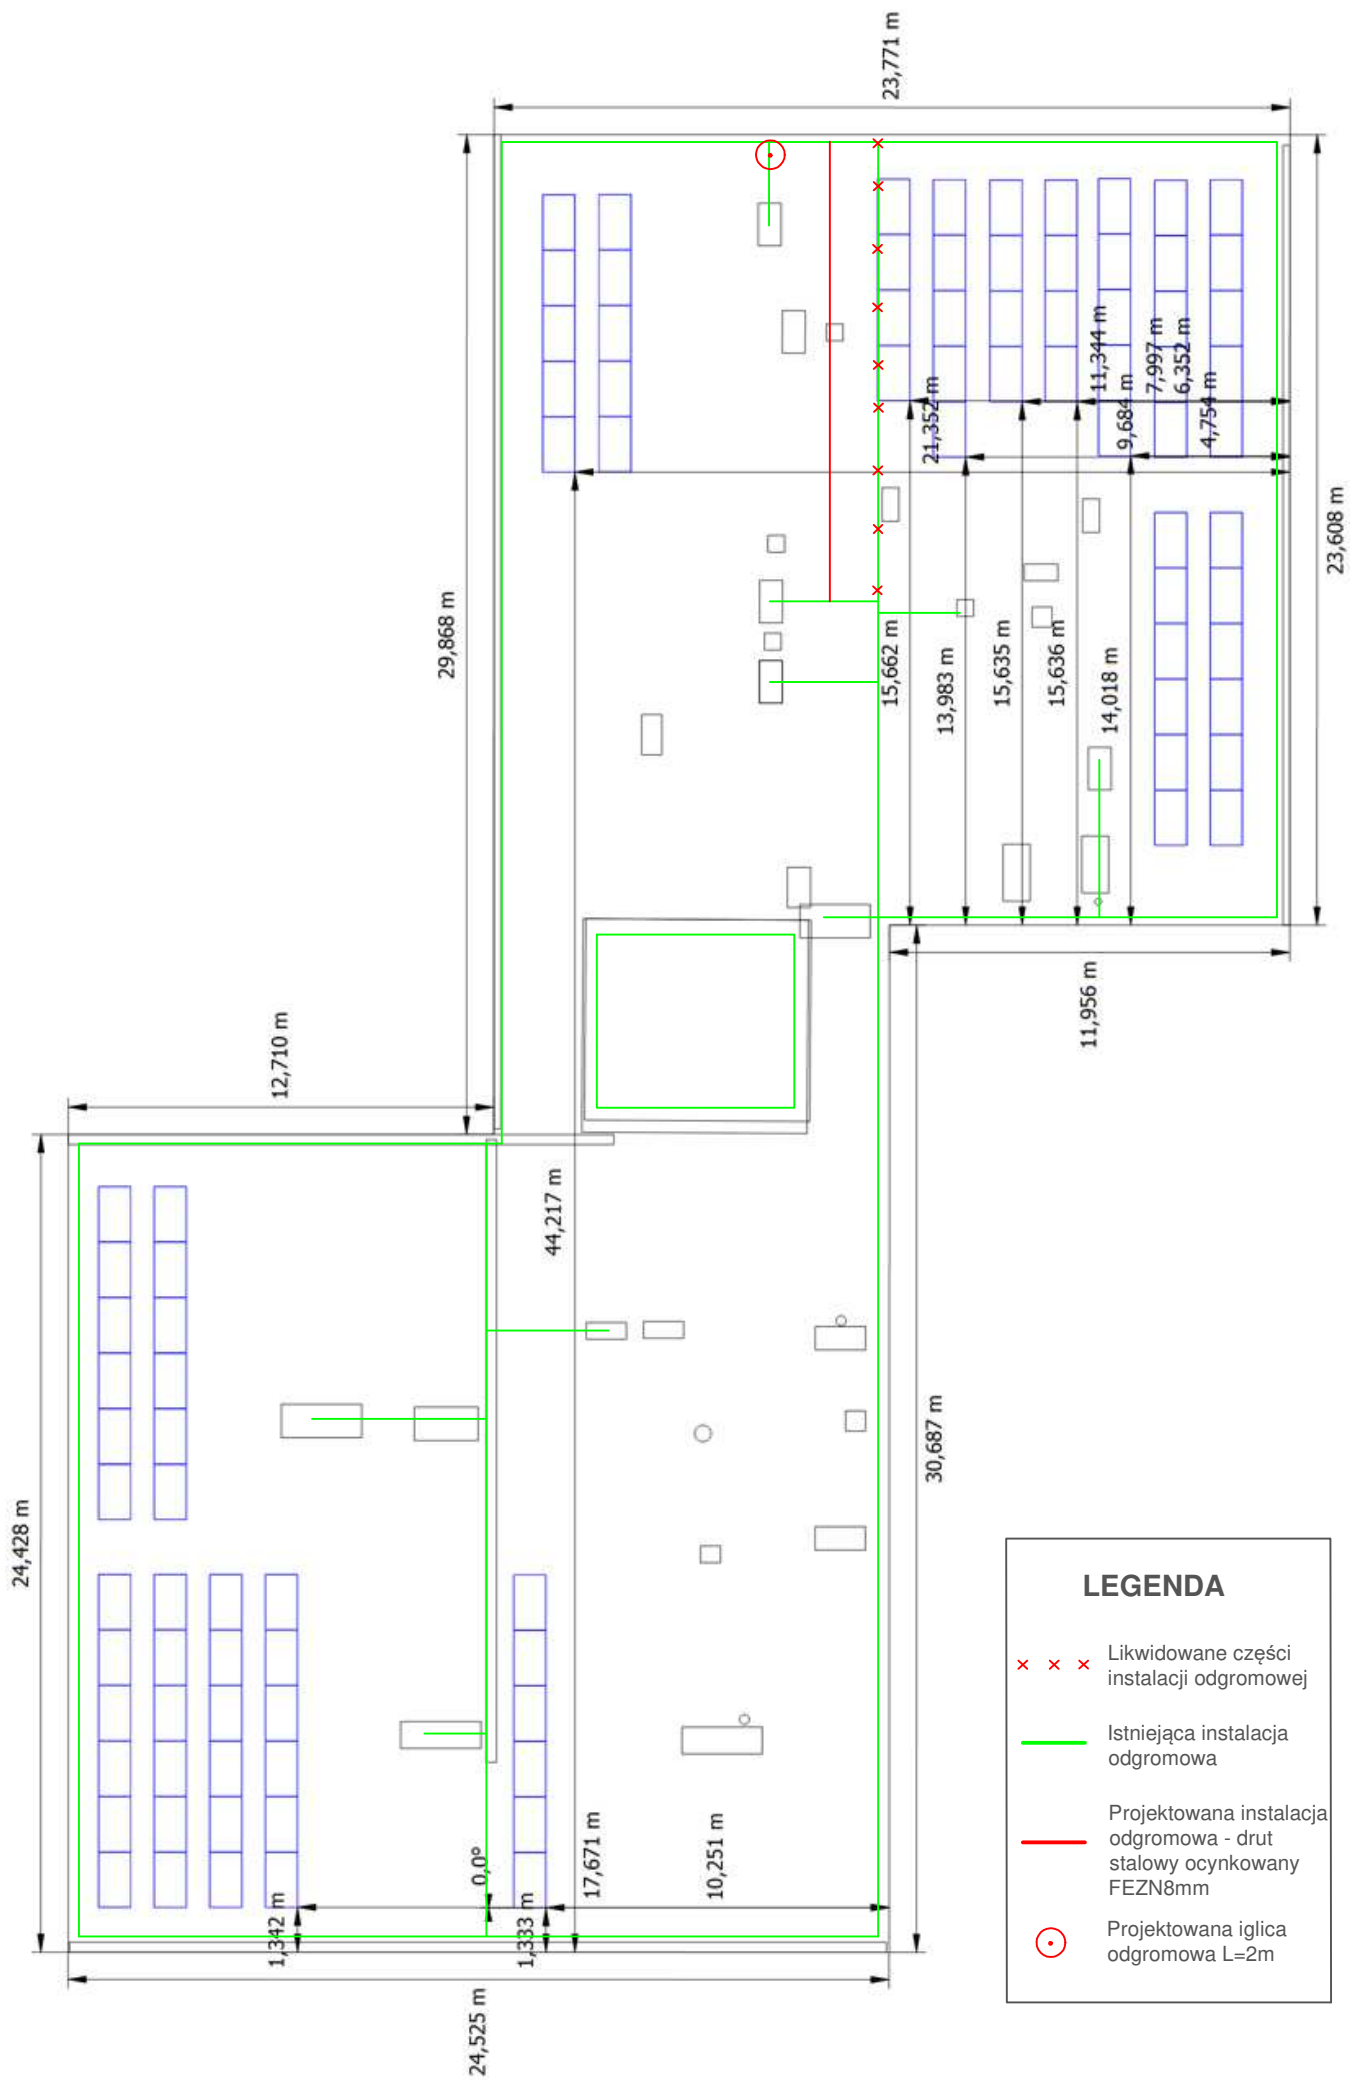 23,771 m
29,868 m
23,608 m
11,344 m
7,997 m
6,352 m
21,352 m
9,684 m
4,754 m
15,662 m
13,983 m
15,635 m
15,636 m
14,018 m
11,956 m
12,710 m
44,217 m
30,687 m
24,428 m
0,0°
17,671 m
10,251 m
1,342 m
1,333 m
24,525 m
LEGENDA
Likwidowane części
instalacji odgromowej
Istniejąca instalacja
odgromowa
Projektowana instalacja
odgromowa - drut
stalowy ocynkowany
FEZN8mm
Projektowana iglica
odgromowa L=2m